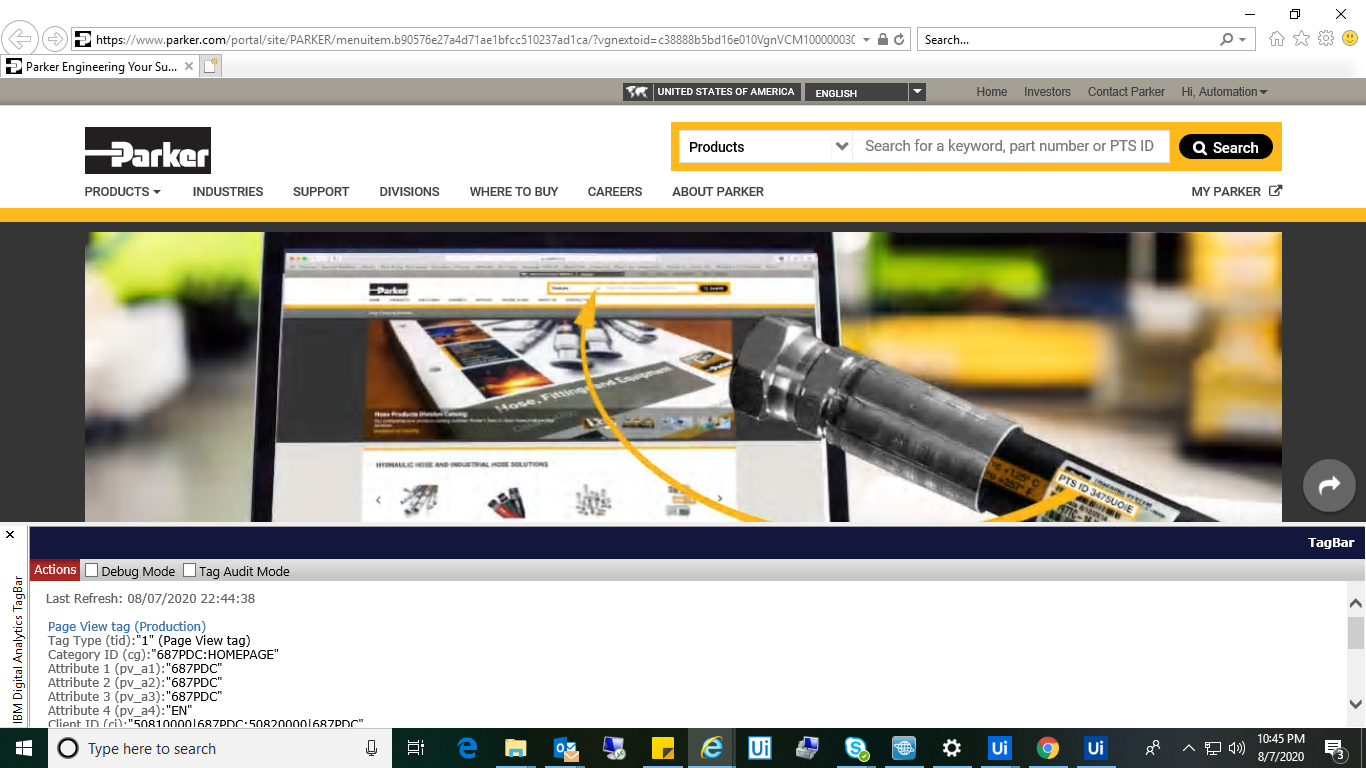 https://www.parker.com/portal/site/PARKER/menuitem.b90576e27a4d71ae1bfcc510237ad1ca/?vgnextoid=c38888b5bd16e010VgnVCM100000030
Search...
Parker Engineering Your Su...
UNITED STATES OF AMERICA
ENGLISH
Home
Investors
Contact Parker
Hi, Automation
Parker
Products
Search for a keyword, part number or PTS ID
Search
PRODUCTS
INDUSTRIES
SUPPORT
DIVISIONS
WHERE TO BUY
CAREERS
ABOUT PARKER
MY PARKER
Parker
Hose, Fittings and Equipment
Hose Products Division Catalog
HYDRAULIC HOSE AND INDUSTRIAL HOSE SOLUTIONS
+125° C
+257° F
PTS ID 3475UOIE
TagBar
IBM Digital Analytics TagBar
Actions
Debug Mode
Tag Audit Mode
Last Refresh: 08/07/2020 22:44:38
Page View tag (Production)
Tag Type (tid):"1" (Page View tag)
Category ID (cg):"687PDC:HOMEPAGE"
Attribute 1 (pv_a1):"687PDC"
Attribute 2 (pv_a2):"687PDC"
Attribute 3 (pv_a3):"687PDC"
Attribute 4 (pv_a4):"EN"
Client ID (ci):"50810000|687PDC;50820000|687PDC"
Type here to search
10:45 PM
8/7/2020
3